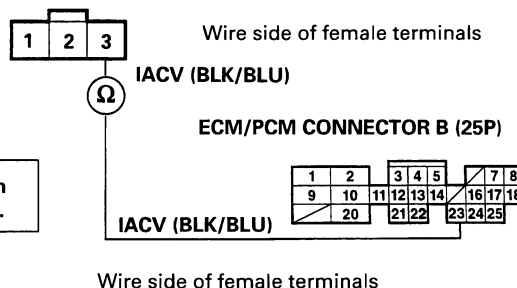 1 2 3
Wire side of female terminals
IACV (BLK/BLU)
Ω
ECM/PCM CONNECTOR B (25P)
1 2 3 4 5 7 8
9 10 11 12 13 14 16 17 18
20 21 22 23 24 25
IACV (BLK/BLU)
Wire side of female terminals